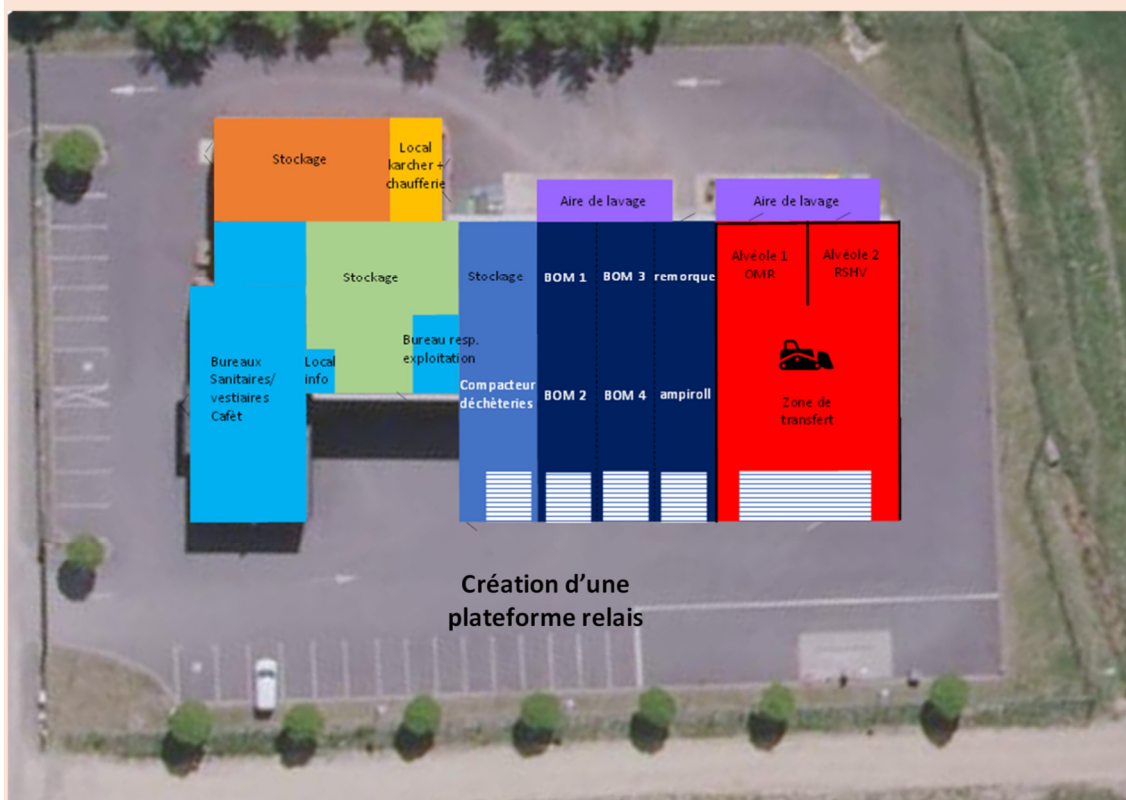 Stockage
Local
karcher +
chaufferie
Aire de lavage
Aire de lavage
Stockage
Stockage
BOM 1
BOM 3
remorque
Alvéole 1
OMR
Alvéole 2
RSHV
Bureau resp.
exploitation
Bureaux
Sanitaires/
vestiaires
Cafèt
Local
info
Compacteur
déchèteries
BOM 2
BOM 4
ampiroll
Zone de
transfert
Création d’une
plateforme relais